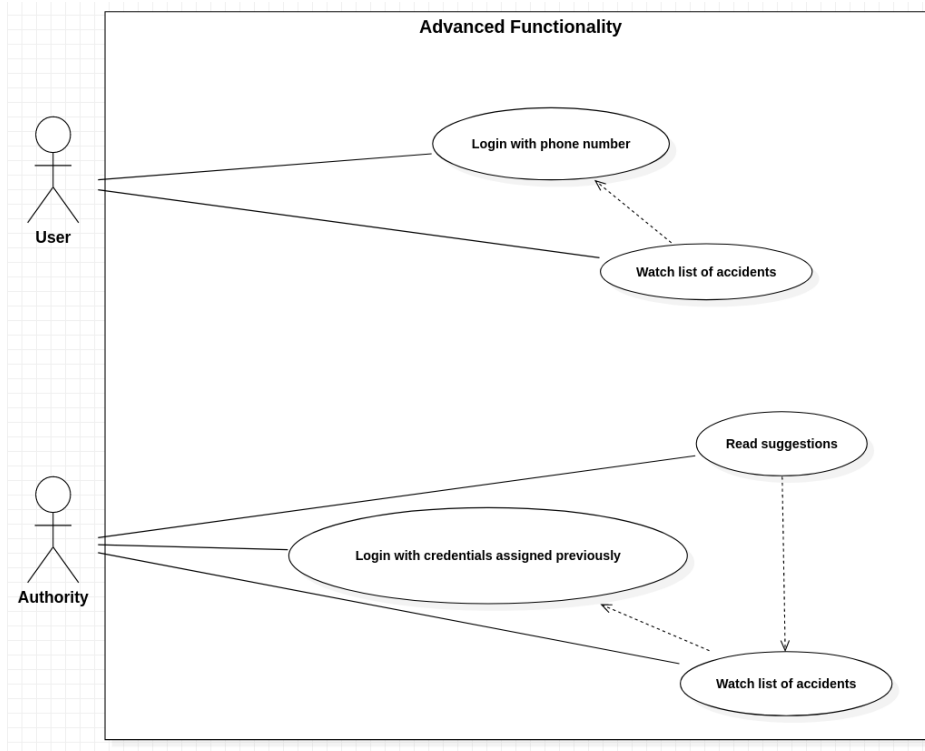 Advanced Functionality
Login with phone number
User
Watch list of accidents
Read suggestions
Login with credentials assigned previously
Authority
Watch list of accidents